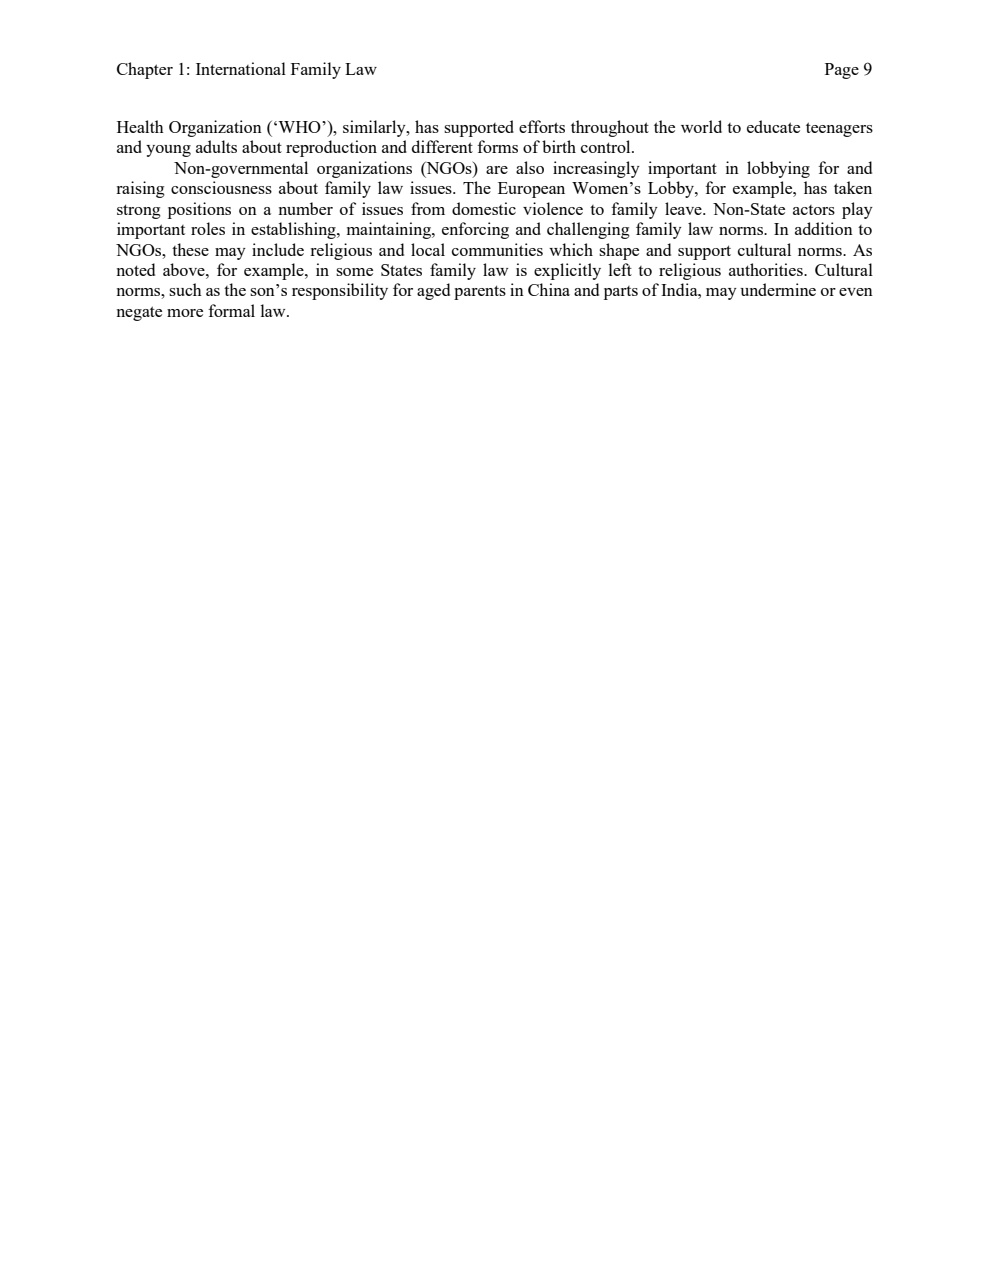 Chapter 1: International Family Law Page 9
Health Organization (‘WHO’), similarly, has supported efforts throughout the world to educate teenagers
and young adults about reproduction and different forms of birth control.
Non-governmental organizations (NGOs) are also increasingly important in lobbying for and
raising consciousness about family law issues. The European Women’s Lobby, for example, has taken
strong positions on a number of issues from domestic violence to family leave. Non-State actors play
important roles in establishing, maintaining, enforcing and challenging family law norms. In addition to
NGOs, these may include religious and local communities which shape and support cultural norms. As
noted above, for example, in some States family law is explicitly left to religious authorities. Cultural
norms, such as the son’s responsibility for aged parents in China and parts of India, may undermine or even
negate more formal law.